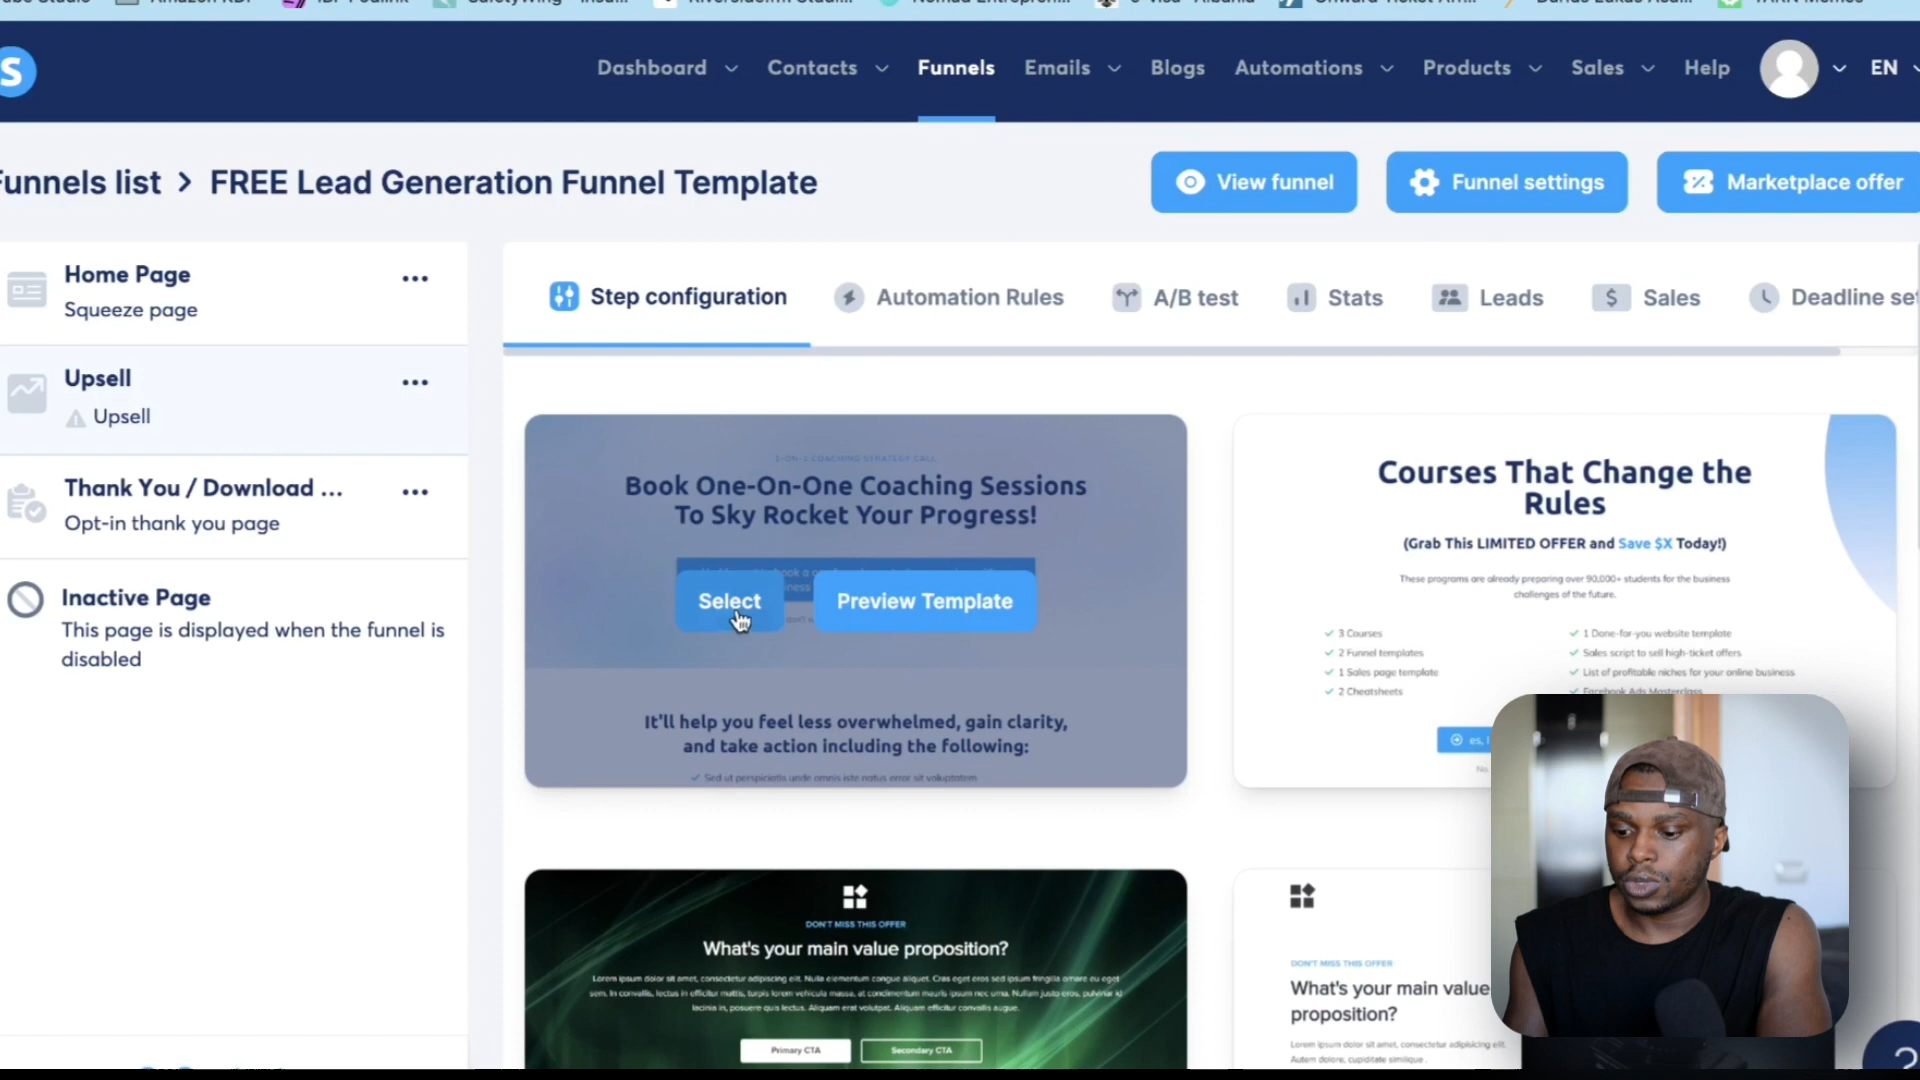 Dashboard
Contacts
Funnels
Emails
Blogs
Automations
Products
Sales
Help
EN
S
Funnels list > FREE Lead Generation Funnel Template
View funnel
Funnel settings
Marketplace offer
Home Page
Squeeze page
Upsell
Upsell
Thank You / Download ...
Opt-in thank you page
Inactive Page
This page is displayed when the funnel is
disabled
Step configuration
Automation Rules
A/B test
Stats
Leads
Sales
Deadline set
1-ON-1 COACHING STRATEGY CALL
Book One-On-One Coaching Sessions
To Sky Rocket Your Progress!
Select
Preview Template
It'll help you feel less overwhelmed, gain clarity,
and take action including the following:
Sed ut perspiciatis unde omnis iste natus error sit voluptatem
Courses That Change the
Rules
(Grab This LIMITED OFFER and Save $X Today!)
These programs are already preparing over 90,000+ students for the business
challenges of the future.
3 Courses
2 Funnel templates
1 Sales page template
2 Cheatsheets
1 Done-for-you website template
Sales script to sell high-ticket offers
List of profitable niches for your online business
Facebook Ads Masterclass
DON'T MISS THIS OFFER
What's your main value proposition?
Lorem ipsum dolor sit amet, consectetur adipiscing elit. Nulla elementum congue aliquet. Cras eget eros sed ipsum fringilla ornare eu eget
sem. In convallis, lectus in efficitur mattis, turpis lorem vehicula massa, at condimentum mauris ipsum nec urna. Nullam justo eros, pulvinar id
lacinia in, posuere quis lectus. Aliquam erat volutpat. Aliquam efficitur convallis augue.
Primary CTA
Secondary CTA
DON'T MISS THIS OFFER
What's your main value
proposition?
Lorem ipsum dolor sit amet, consectetur adipiscing elit.
Autem dolore, cupiditate similique .
?